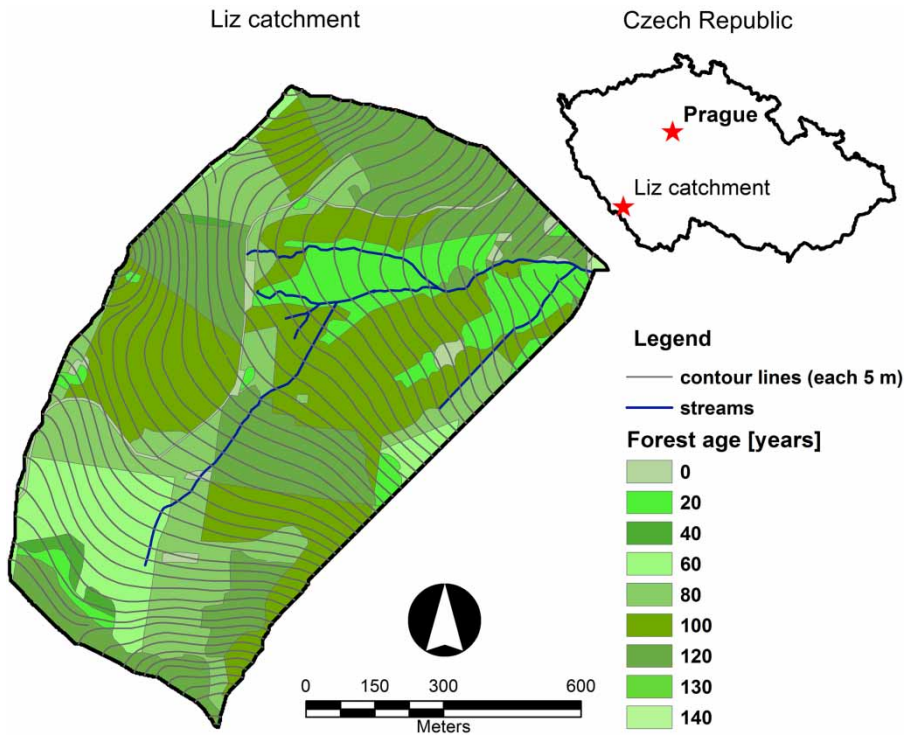 Liz catchment
Czech Republic
Prague
Liz catchment
Legend
contour lines (each 5 m)
streams
Forest age [years]
0
20
40
60
80
100
120
130
140
0 150 300 600
Meters